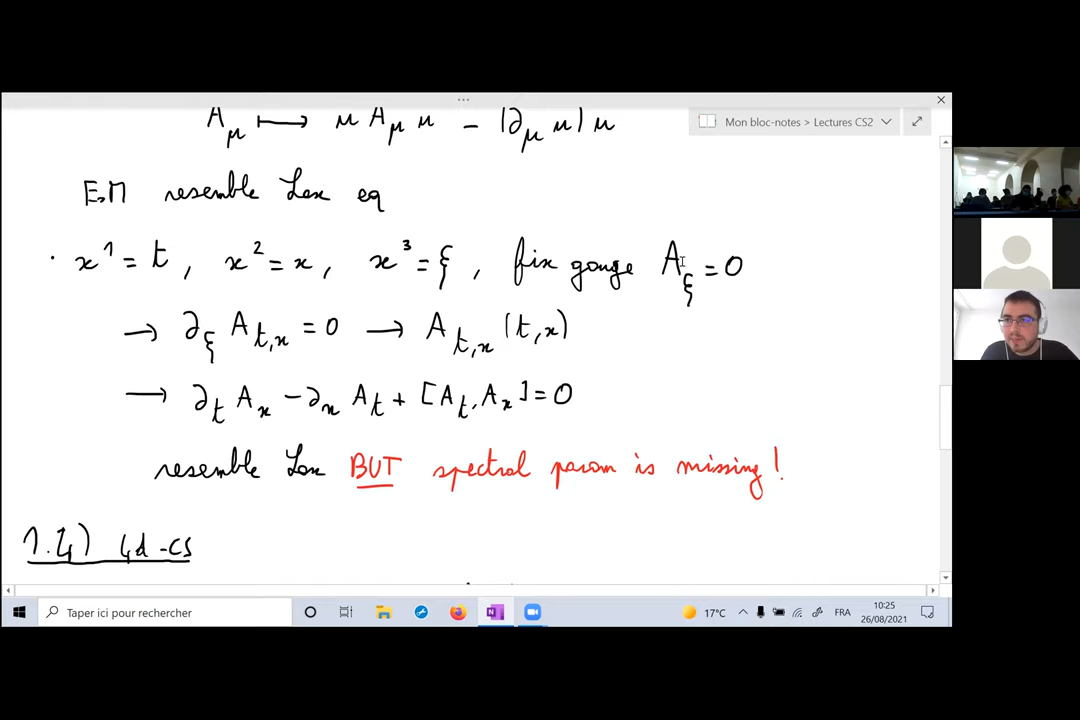 Mon bloc-notes > Lectures CS2
A_μ ⟼ u A_μ u − (∂_μ u) u
EoM resemble Lax eq
· x¹ = t, x² = x, x³ = ξ, fix gauge A_ξ = 0
→ ∂_ξ A_{t,x} = 0 → A_{t,x} (t,x)
→ ∂_t A_x − ∂_x A_t + [A_t, A_x] = 0
resemble Lax BUT spectral param is missing!
1.4) 4d-CS
Taper ici pour rechercher
17°C
FRA
10:25
26/08/2021